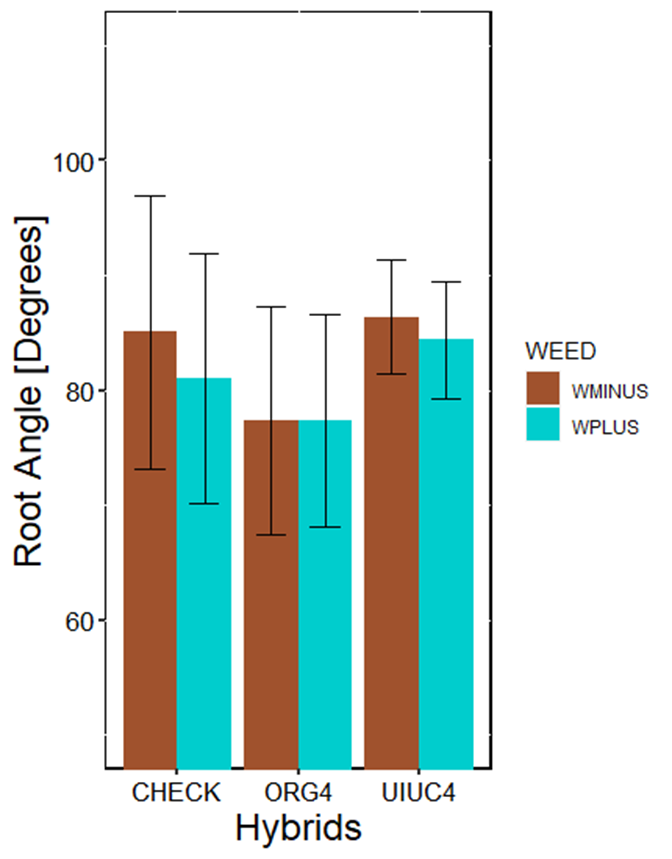 Root Angle [Degrees]
100
80
60
CHECK ORG4 UIUC4
Hybrids
WEED
WMINUS
WPLUS